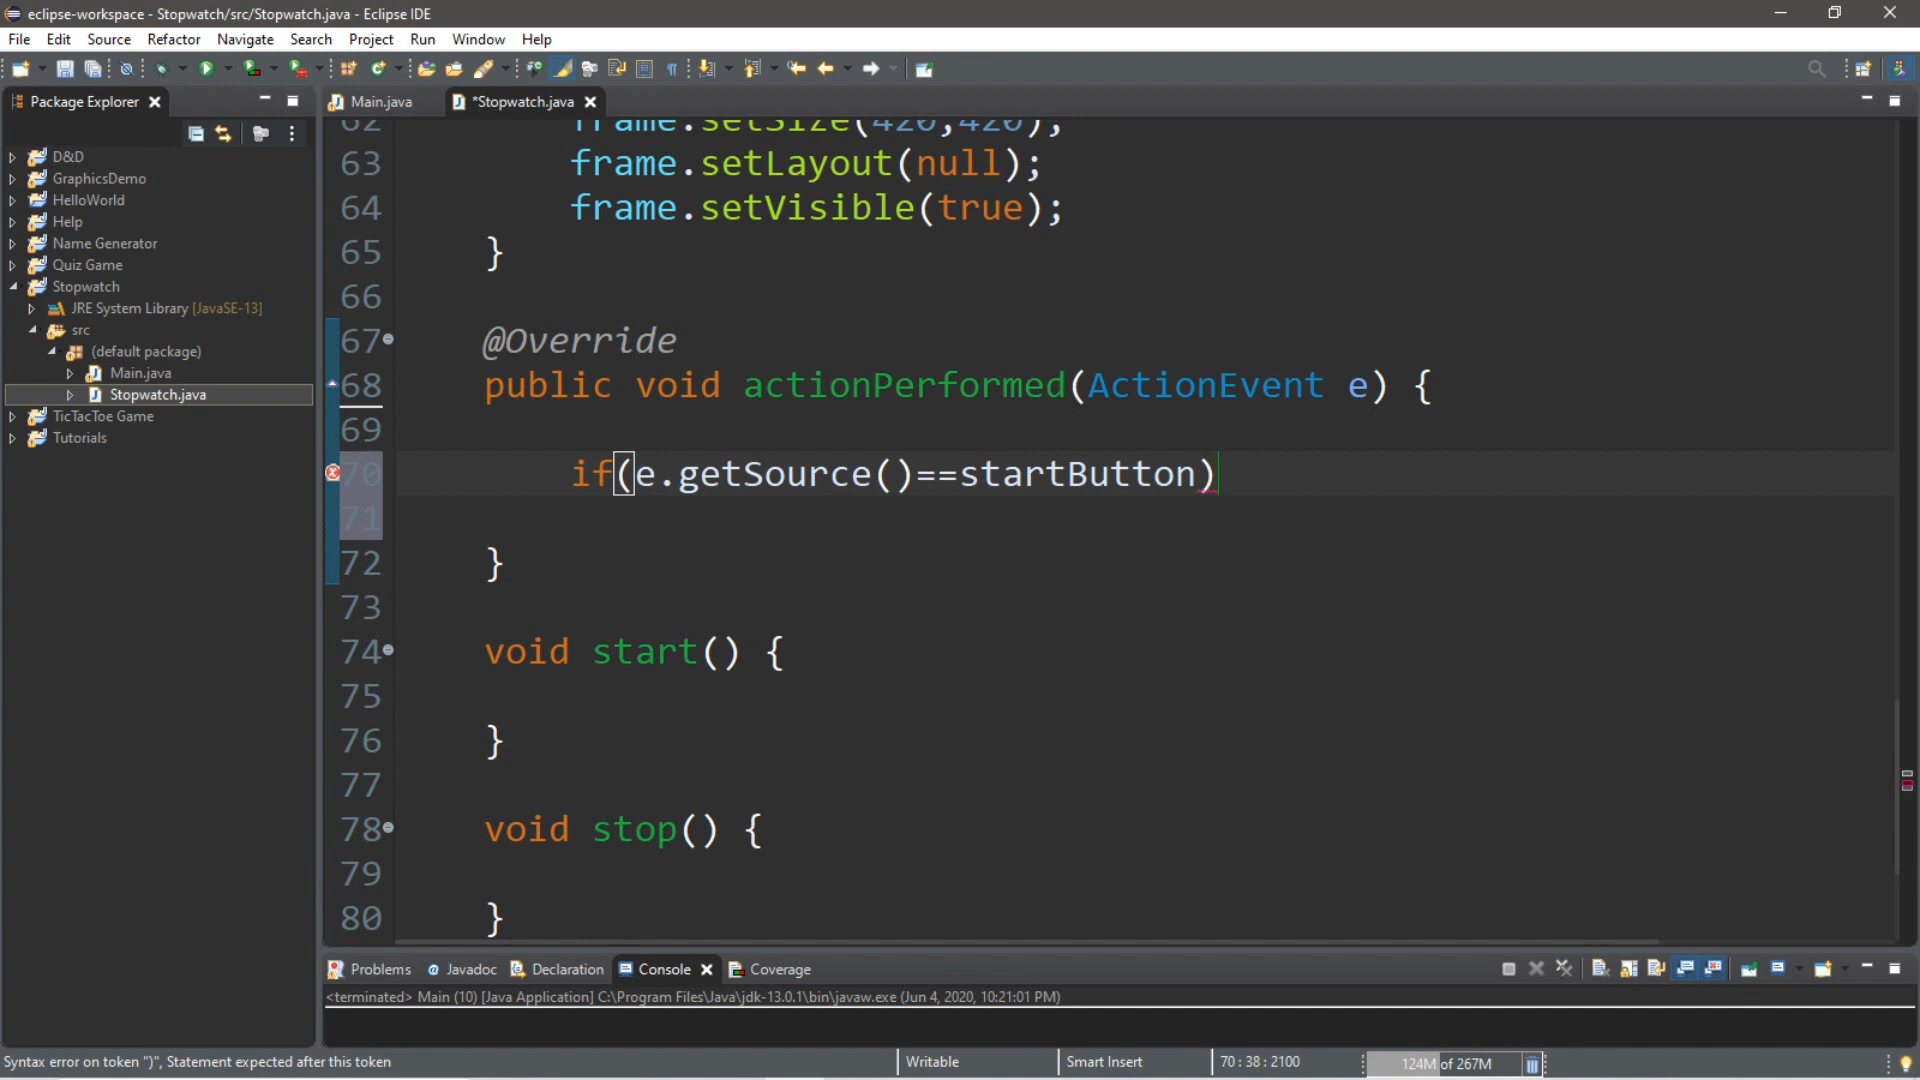 eclipse-workspace - Stopwatch/src/Stopwatch.java - Eclipse IDE
File Edit Source Refactor Navigate Search Project Run Window Help
Package Explorer
Main.java *Stopwatch.java
D&D
GraphicsDemo
HelloWorld
Help
Name Generator
Quiz Game
Stopwatch
JRE System Library [JavaSE-13]
src
(default package)
Main.java
Stopwatch.java
TicTacToe Game
Tutorials
62 frame.setSize(420,420);
63 frame.setLayout(null);
64 frame.setVisible(true);
65 }
66
67 @Override
68 public void actionPerformed(ActionEvent e) {
69
70 if(e.getSource()==startButton)
71
72 }
73
74 void start() {
75
76 }
77
78 void stop() {
79
80 }
Problems Javadoc Declaration Console Coverage
<terminated> Main (10) [Java Application] C:\Program Files\Java\jdk-13.0.1\bin\javaw.exe (Jun 4, 2020, 10:21:01 PM)
Syntax error on token ")", Statement expected after this token Writable Smart Insert 70 : 38 : 2100 124M of 267M